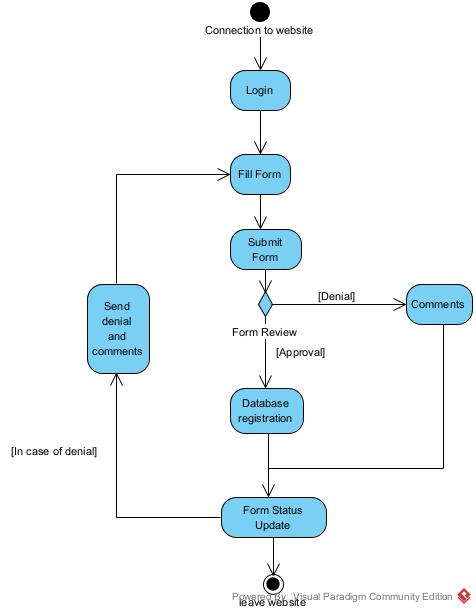 Connection to website
Login
Fill Form
Submit
Form
[Denial]
Comments
Send
denial
and
comments
Form Review
[Approval]
Database
registration
[In case of denial]
Form Status
Update
Powered By Visual Paradigm Community Edition
leave website